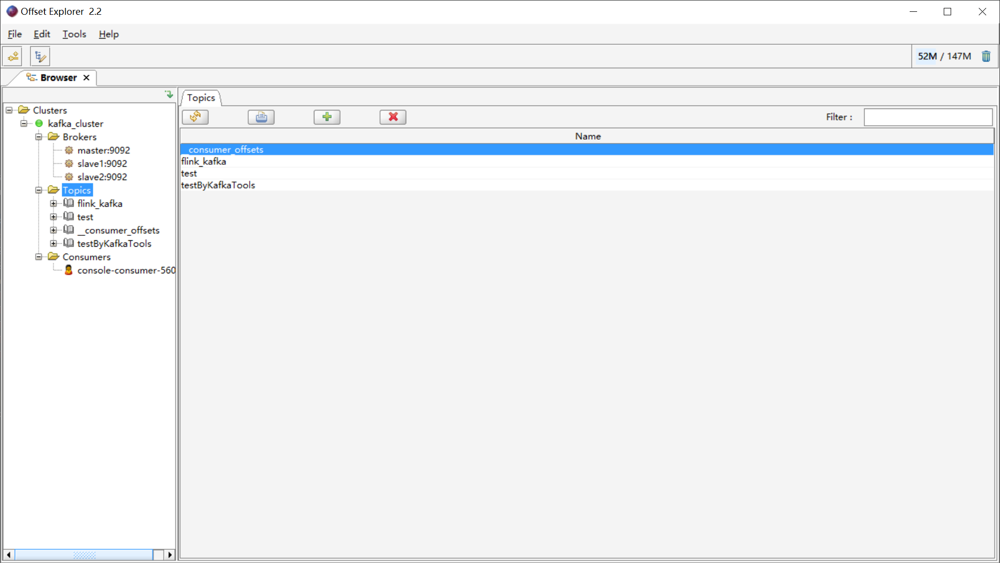 Offset Explorer  2.2
File Edit Tools Help
52M / 147M
Browser
Topics
Clusters
kafka_cluster
Brokers
master:9092
slave1:9092
slave2:9092
Topics
flink_kafka
test
__consumer_offsets
testByKafkaTools
Consumers
console-consumer-560
Filter :
Name
__consumer_offsets
flink_kafka
test
testByKafkaTools